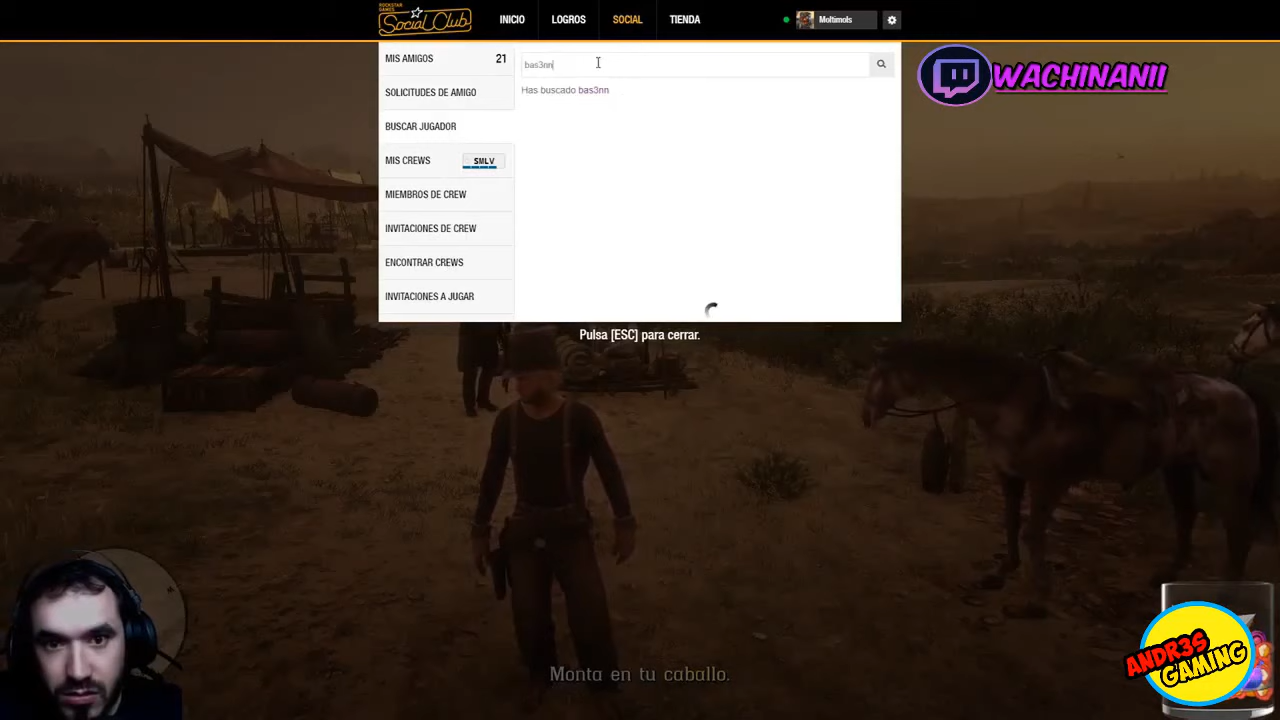 ROCKSTAR GAMES
Social Club
INICIO
LOGROS
SOCIAL
TIENDA
Moltimols
MIS AMIGOS 21
SOLICITUDES DE AMIGO
BUSCAR JUGADOR
MIS CREWS SMLV
MIEMBROS DE CREW
INVITACIONES DE CREW
ENCONTRAR CREWS
INVITACIONES A JUGAR
bas3nn
Has buscado bas3nn
WACHINANII
Pulsa [ESC] para cerrar.
Monta en tu caballo.
ANDR3S
GAMING